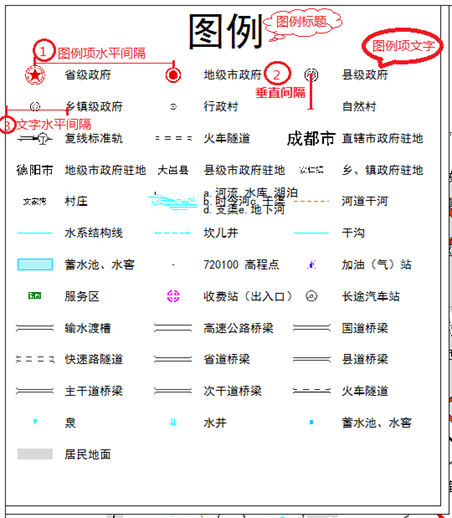 图例
图例标题
1 图例项水平间隔
图例项文字
省级政府 地级市政府 县级政府
2
垂直间隔
乡镇级政府 行政村 自然村
3 文字水平间隔
复线标准轨 火车隧道 成都市 直辖市政府驻地
德阳市 地级市政府驻地 大邑县 县级市政府驻地 乡、镇政府驻地
a. 河流 水库 湖泊
文家湾 村庄 b. 时令河c. 干渠 河道干河
d. 支渠e. 地下河
水系结构线 坎儿井 干沟
蓄水池、水窖 720100 高程点 加油（气）站
服务区 收费站（出入口） 长途汽车站
输水渡槽 高速公路桥梁 国道桥梁
快速路隧道 省道桥梁 县道桥梁
主干道桥梁 次干道桥梁 火车隧道
泉 水井 蓄水池、水窖
居民地面